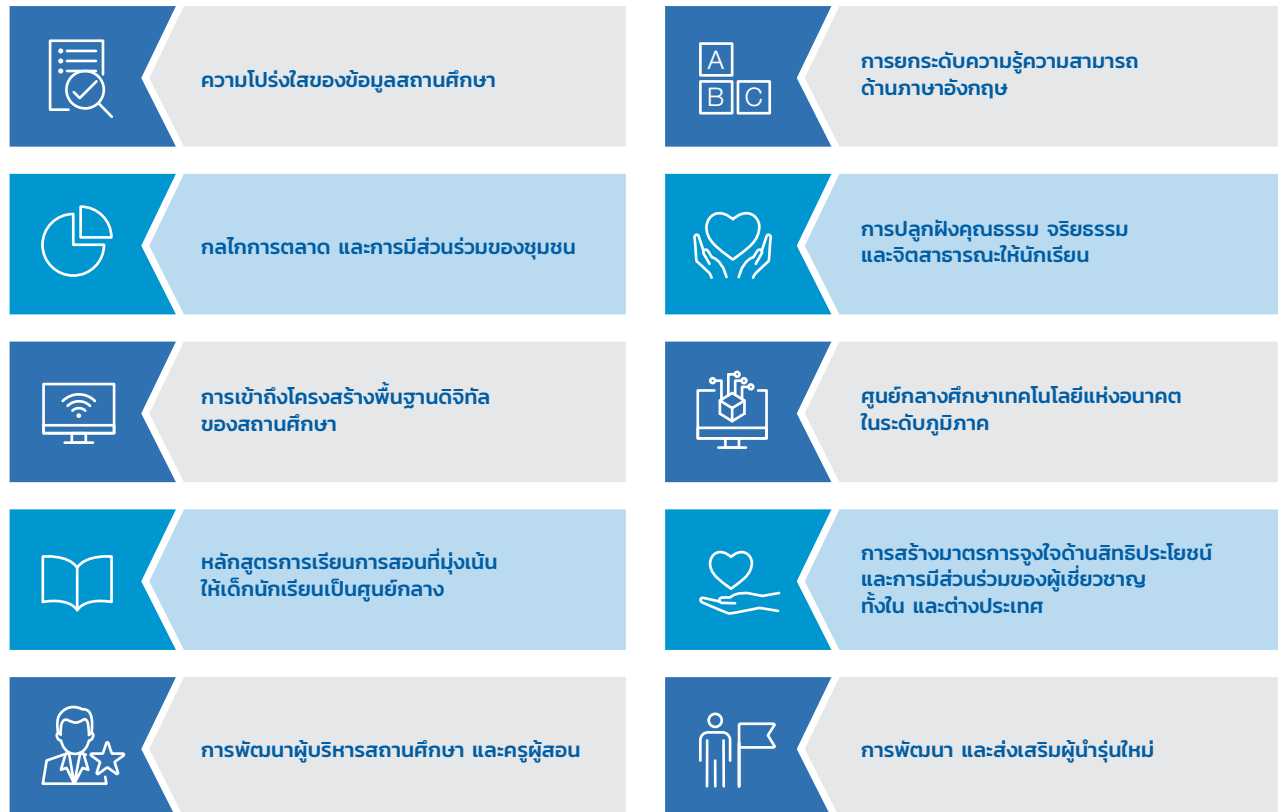 ความโปร่งใสของข้อมูลสถานศึกษา
กลไกการตลาด และการมีส่วนร่วมของชุมชน
การเข้าถึงโครงสร้างพื้นฐานดิจิทัล
ของสถานศึกษา
หลักสูตรการเรียนการสอนที่มุ่งเน้น
ให้เด็กนักเรียนเป็นศูนย์กลาง
การพัฒนาผู้บริหารสถานศึกษา และครูผู้สอน
A
B C
การยกระดับความรู้ความสามารถ
ด้านภาษาอังกฤษ
การปลูกฝังคุณธรรม จริยธรรม
และจิตสาธารณะให้นักเรียน
ศูนย์กลางศึกษาเทคโนโลยีแห่งอนาคต
ในระดับภูมิภาค
การสร้างมาตรการจูงใจด้านสิทธิประโยชน์
และการมีส่วนร่วมของผู้เชี่ยวชาญ
ทั้งใน และต่างประเทศ
การพัฒนา และส่งเสริมผู้นำรุ่นใหม่